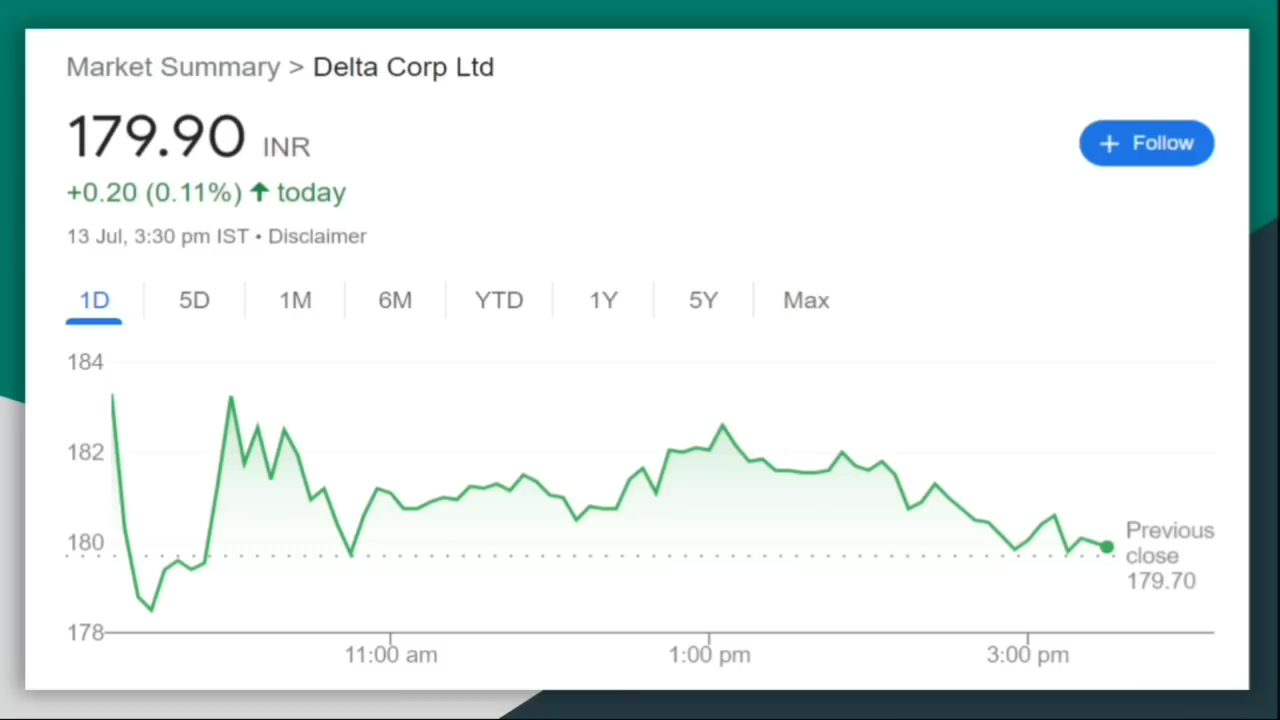 Market Summary > Delta Corp Ltd
179.90 INR
+ Follow
+0.20 (0.11%) ↑ today
13 Jul, 3:30 pm IST • Disclaimer
1D 5D 1M 6M YTD 1Y 5Y Max
184
182
180
178
Previous
close
179.70
11:00 am 1:00 pm 3:00 pm